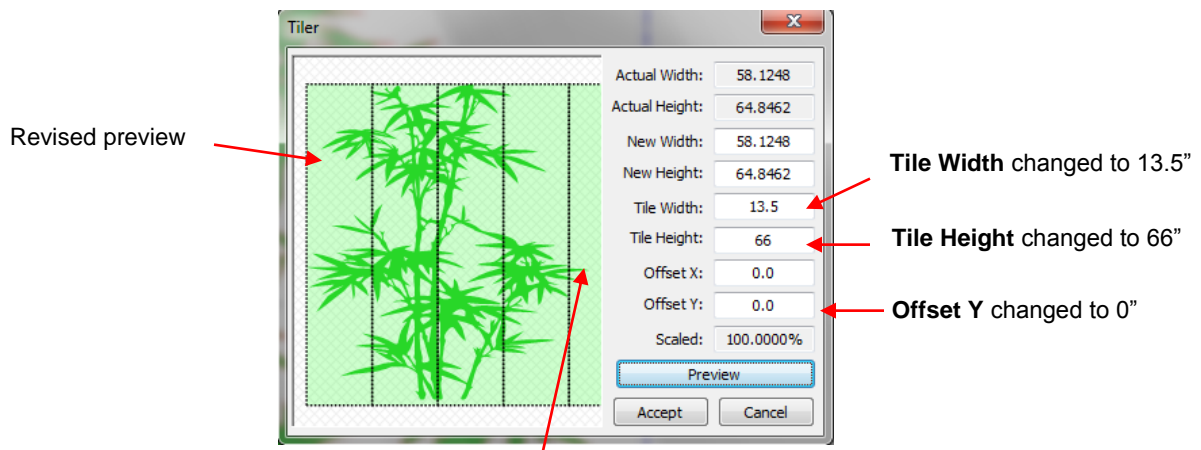 Tiler
Revised preview
Actual Width: 58.1248
Actual Height: 64.8462
New Width: 58.1248
New Height: 64.8462
Tile Width: 13.5
Tile Height: 66
Offset X: 0.0
Offset Y: 0.0
Scaled: 100.0000%
Preview
Accept Cancel
Tile Width changed to 13.5”
Tile Height changed to 66”
Offset Y changed to 0”